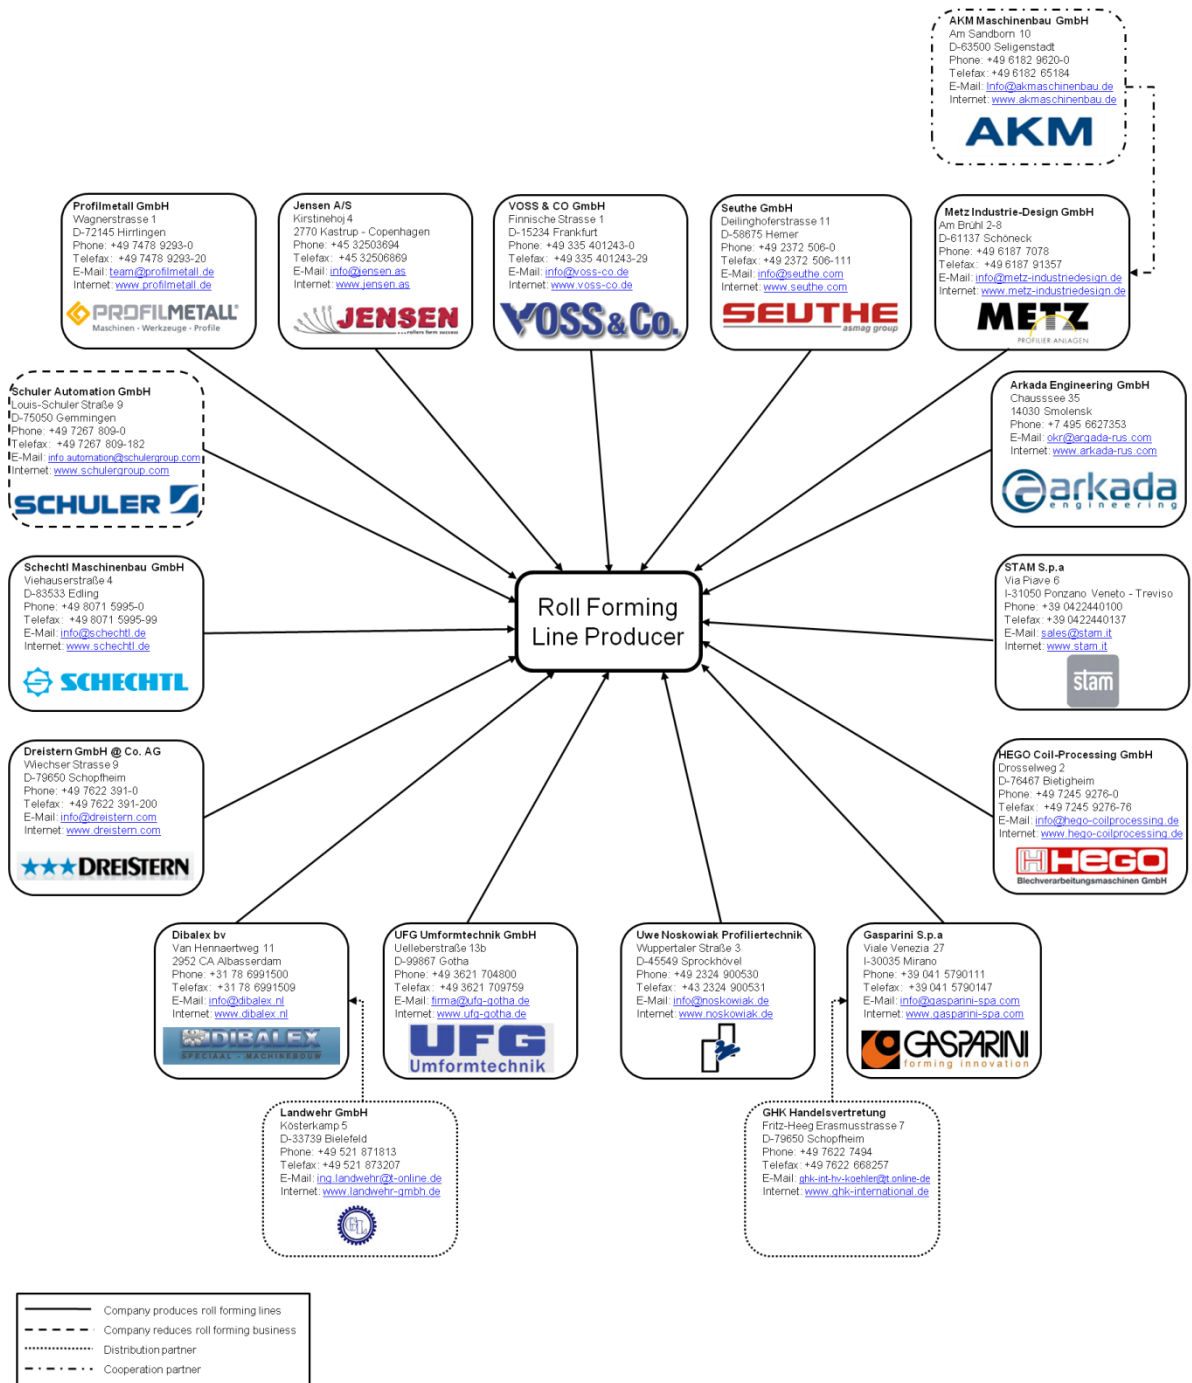 AKM Maschinenbau GmbH
Am Sandborn 10
D-63500 Seligenstadt
Phone: +49 6182 9620-0
Telefax: +49 6182 65184
E-Mail: Info@akmaschinenbau.de
Internet: www.akmaschinenbau.de
AKM
Profilmetall GmbH
Wagnerstrasse 1
D-72145 Hirrlingen
Phone: +49 7478 9293-0
Telefax: +49 7478 9293-20
E-Mail: team@profilmetall.de
Internet: www.profilmetall.de
PROFILMETALL
Maschinen · Werkzeuge · Profile
Jensen A/S
Kirstinehoj 4
2770 Kastrup - Copenhagen
Phone: +45 32503694
Telefax: +45 32506869
E-Mail: info@jensen.as
Internet: www.jensen.as
JENSEN
...rollers form success
VOSS & CO GmbH
Finnische Strasse 1
D-15234 Frankfurt
Phone: +49 335 401243-0
Telefax: +49 335 401243-29
E-Mail: info@voss-co.de
Internet: www.voss-co.de
VOSS & Co.
Seuthe GmbH
Deilinghoferstrasse 11
D-58675 Hemer
Phone: +49 2372 506-0
Telefax: +49 2372 506-111
E-Mail: info@seuthe.com
Internet: www.seuthe.com
SEUTHE
asmag group
Metz Industrie-Design GmbH
Am Brühl 2-8
D-61137 Schöneck
Phone: +49 6187 7078
Telefax: +49 6187 91357
E-Mail: info@metz-industriedesign.de
Internet: www.metz-industriedesign.de
METZ
PROFILIER-ANLAGEN
Schuler Automation GmbH
Louis-Schuler Straße 9
D-75050 Gemmingen
Phone: +49 7267 809-0
Telefax: +49 7267 809-182
E-Mail: info.automation@schulergroup.com
Internet: www.schulergroup.com
SCHULER
Arkada Engineering GmbH
Chausssee 35
14030 Smolensk
Phone: +7 495 6627353
E-Mail: okr@argada-rus.com
Internet: www.arkada-rus.com
arkada
engineering
Schechtl Maschinenbau GmbH
Viehauserstraße 4
D-83533 Edling
Phone: +49 8071 5995-0
Telefax: +49 8071 5995-99
E-Mail: info@schechtl.de
Internet: www.schechtl.de
SCHECHTL
Roll Forming
Line Producer
STAM S.p.a
Via Piave 6
I-31050 Ponzano Veneto - Treviso
Phone: +39 0422440100
Telefax: +39 0422440137
E-Mail: sales@stam.it
Internet: www.stam.it
stam
Dreistern GmbH @ Co. AG
Wiechser Strasse 9
D-79650 Schopfheim
Phone: +49 7622 391-0
Telefax: +49 7622 391-200
E-Mail: info@dreistern.com
Internet: www.dreistern.com
DREISTERN
HEGO Coil-Processing GmbH
Drosselweg 2
D-76467 Bietigheim
Phone: +47 7245 9276-0
Telefax: +47 7245 9276-76
E-Mail: info@hego-coilprocessing.de
Internet: www.hego-coilprocessing.de
HEGO
Blechverarbeitungsmaschinen GmbH
Dibalex bv
Van Hennaertweg 11
2952 CA Albasserdam
Phone: +31 78 6991500
Telefax: +31 78 6991509
E-Mail: info@dibalex.nl
Internet: www.dibalex.nl
DIBALEX
SPECIAAL - MACHINEBOUW
UFG Umformtechnik GmbH
Uelleberstraße 13b
D-99867 Gotha
Phone: +49 3621 704800
Telefax: +49 3621 709759
E-Mail: firma@ufg-gotha.de
Internet: www.ufg-gotha.de
UFG
Umformtechnik
Uwe Noskowiak Profiliertechnik
Wuppertaler Straße 3
D-45549 Sprockhövel
Phone: +49 2324 900530
Telefax: +43 2324 900531
E-Mail: info@noskowiak.de
Internet: www.noskowiak.de
Gasparini S.p.a
Viale Venezia 27
I-30035 Mirano
Phone: +39 041 5790111
Telefax: +39 041 5790147
E-Mail: info@gasparini-spa.com
Internet: www.gasparini-spa.com
GASPARINI
forming innovation
Landwehr GmbH
Kösterkamp 5
D-33739 Bielefeld
Phone: +49 521 871813
Telefax: +49 521 873207
E-Mail: ing.landwehr@t-online.de
Internet: www.landwehr-gmbh.de
GL
GHK Handelsvertretung
Fritz-Heeg Erasmusstrasse 7
D-79650 Schopfheim
Phone: +49 7622 7494
Telefax: +49 7622 668257
E-Mail: ghk-int-hv-koehler@t.online-de
Internet: www.ghk-international.de
Company produces roll forming lines
Company reduces roll forming business
Distribution partner
Cooperation partner